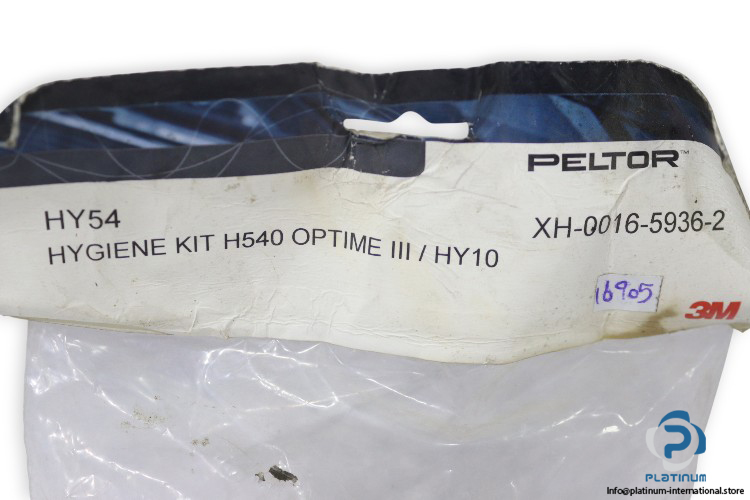 PELTOR™
HY54
XH-0016-5936-2
HYGIENE KIT H540 OPTIME III / HY10
16905
3M
PLATINUM
Info@platinum-international.store